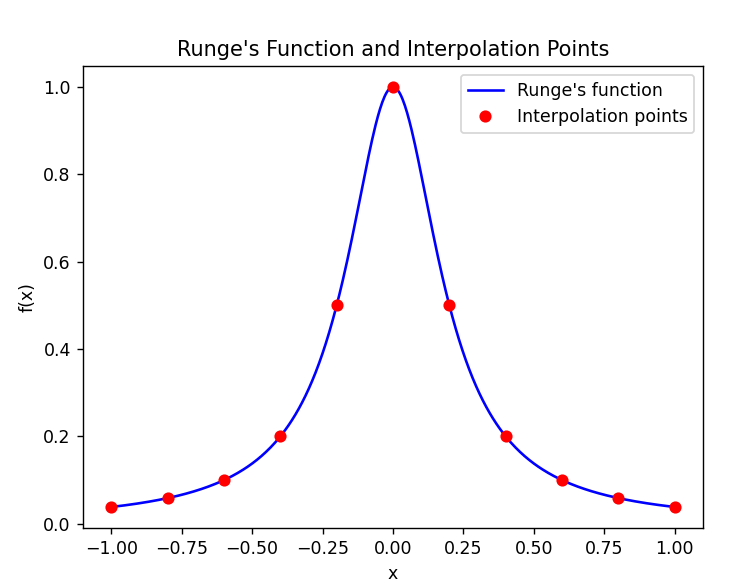 Runge's Function and Interpolation Points
Runge's function
Interpolation points
f(x)
1.0
0.8
0.6
0.4
0.2
0.0
−1.00 −0.75 −0.50 −0.25 0.00 0.25 0.50 0.75 1.00
x